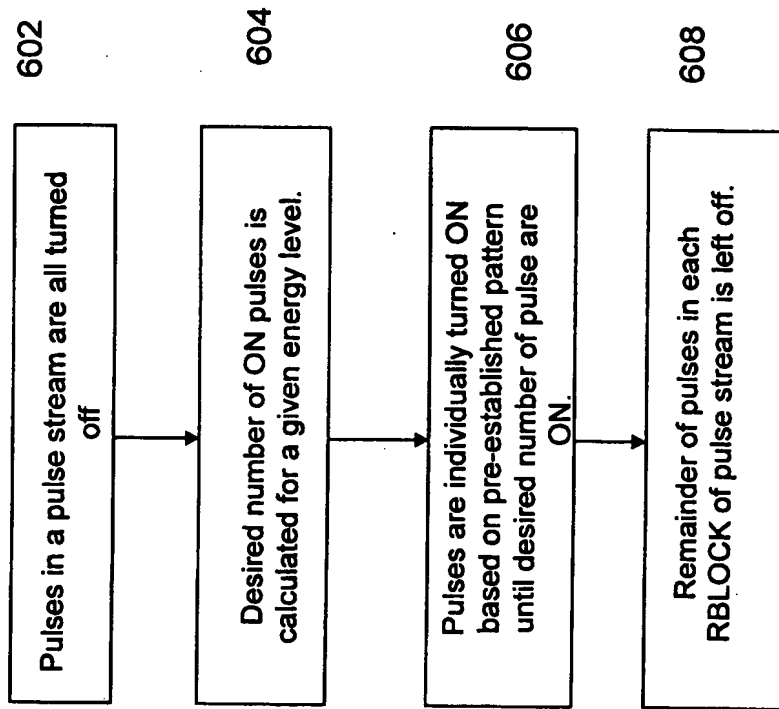 Pulses in a pulse stream are all turned
off
602
Desired number of ON pulses is
calculated for a given energy level.
604
Pulses are individually turned ON
based on pre-established pattern
until desired number of pulse are
ON.
606
Remainder of pulses in each
RBLOCK of pulse stream is left off.
608